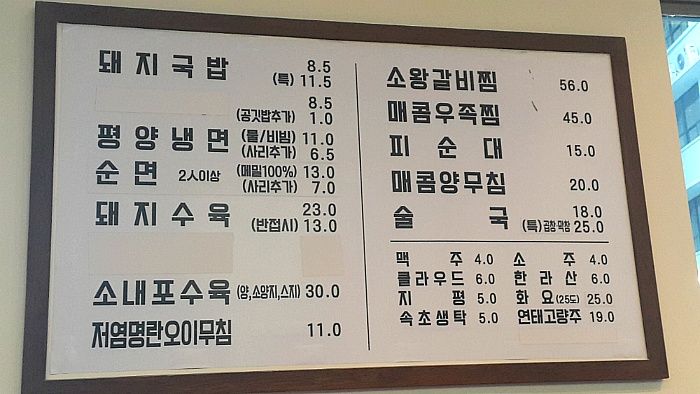 돼지국밥 8.5
(특) 11.5
8.5
(공깃밥추가) 1.0
평양냉면 (물/비빔) 11.0
(사리추가) 6.5
순면 2人이상 (메밀100%) 13.0
(사리추가) 7.0
돼지수육 23.0
(반접시) 13.0
소내포수육 (양,소양지,스지) 30.0
저염명란오이무침 11.0
소왕갈비찜 56.0
매콤우족찜 45.0
피순대 15.0
매콤양무침 20.0
술국 18.0
(특) 곱창·막창 25.0
맥주 4.0 소주 4.0
클라우드 6.0 한라산 6.0
지평 5.0 화요(25도) 25.0
속초생탁 5.0 연태고량주 19.0